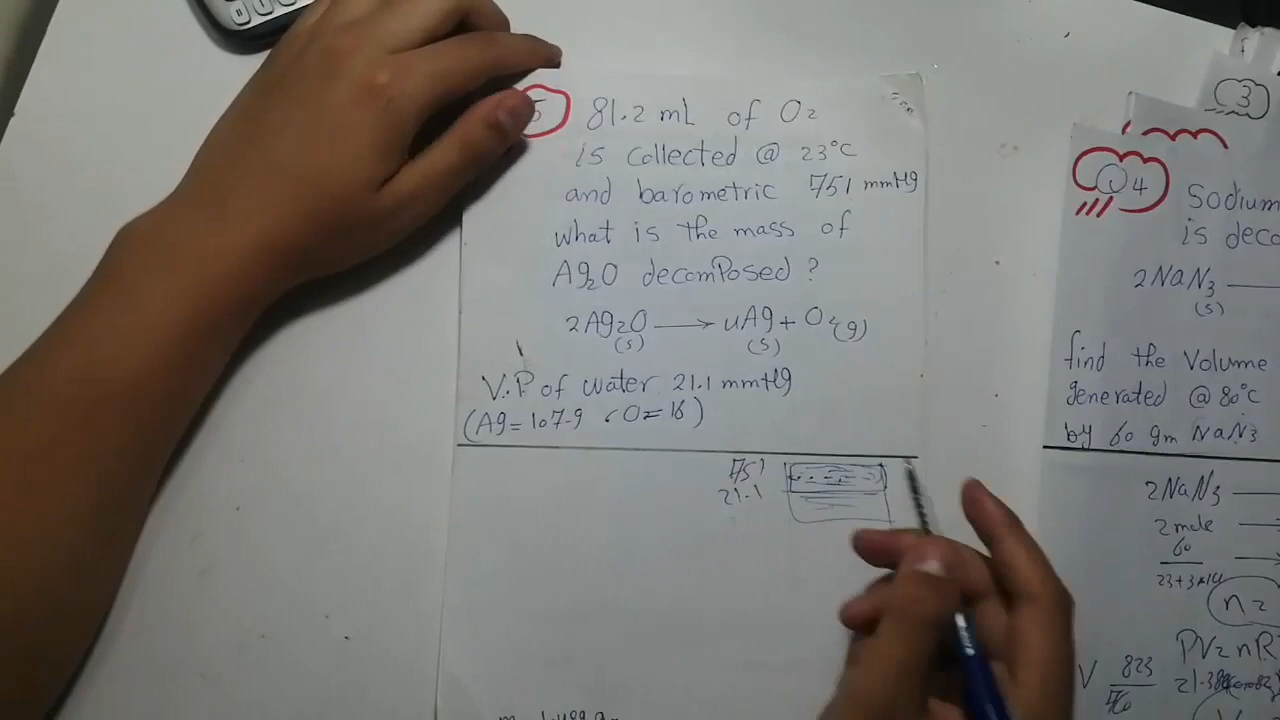 5
81.2 mL of O2
is collected @ 23°C
and barometric 751 mmHg
what is the mass of
Ag2O decomposed ?
2Ag2O(s) → 4Ag(s) + O2(g)
V.P of water 21.1 mmHg
(Ag = 107.9 , O = 16)
751
21.1
3
Q4
Sodium
is deco
2NaN3(s)
find the Volume
generated @ 80°C
by 60 gm NaN3
2NaN3
2 mole
60
23+3×14
n=
PV=nR
V 823
760